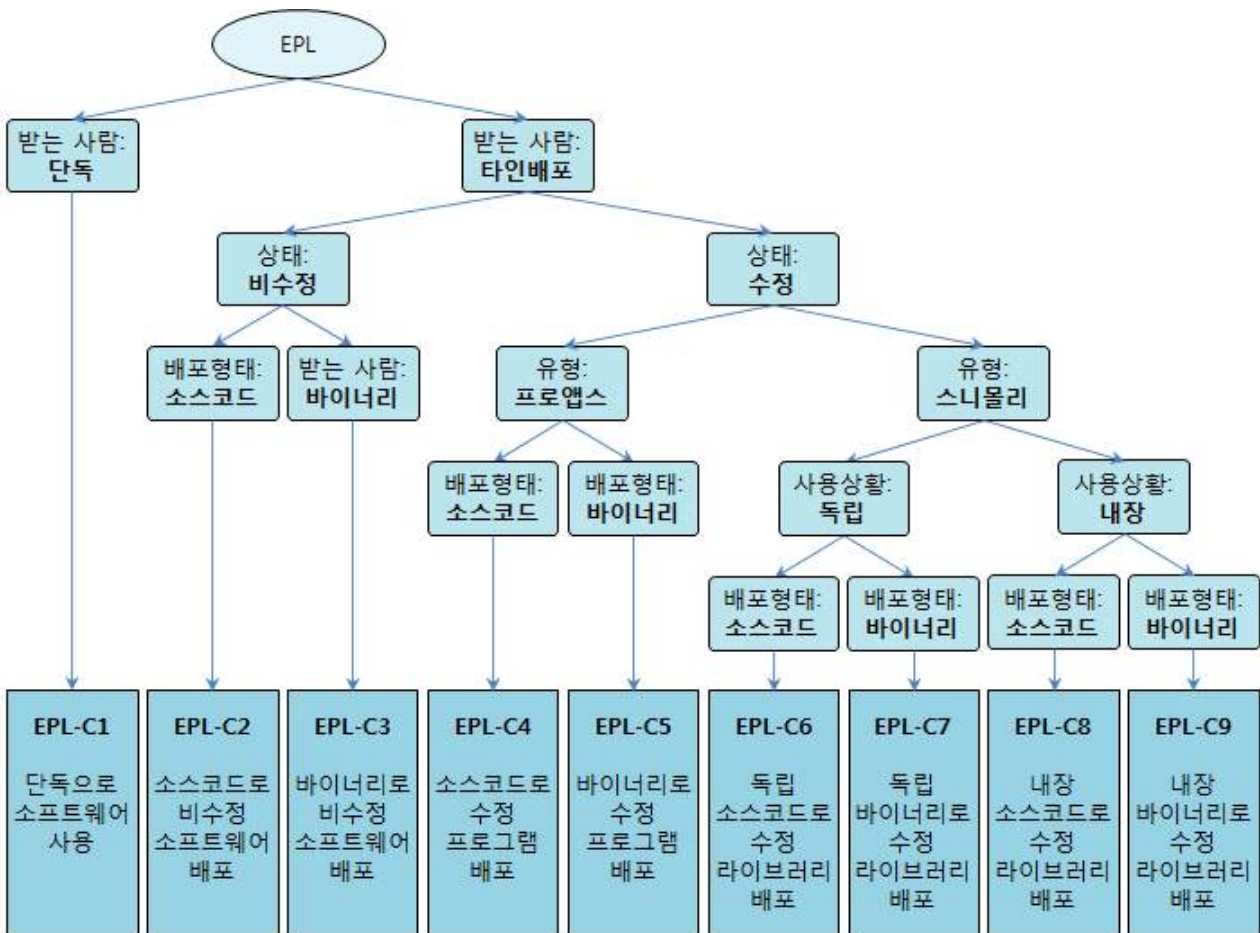 EPL
받는 사람:
단독
받는 사람:
타인배포
상태:
비수정
상태:
수정
배포형태:
소스코드
받는 사람:
바이너리
유형:
프로앱스
유형:
스니몰리
배포형태:
소스코드
배포형태:
바이너리
사용상황:
독립
사용상황:
내장
배포형태:
소스코드
배포형태:
바이너리
배포형태:
소스코드
배포형태:
바이너리
EPL-C1
단독으로
소프트웨어
사용
EPL-C2
소스코드로
비수정
소프트웨어
배포
EPL-C3
바이너리로
비수정
소프트웨어
배포
EPL-C4
소스코드로
수정
프로그램
배포
EPL-C5
바이너리로
수정
프로그램
배포
EPL-C6
독립
소스코드로
수정
라이브러리
배포
EPL-C7
독립
바이너리로
수정
라이브러리
배포
EPL-C8
내장
소스코드로
수정
라이브러리
배포
EPL-C9
내장
바이너리로
수정
라이브러리
배포